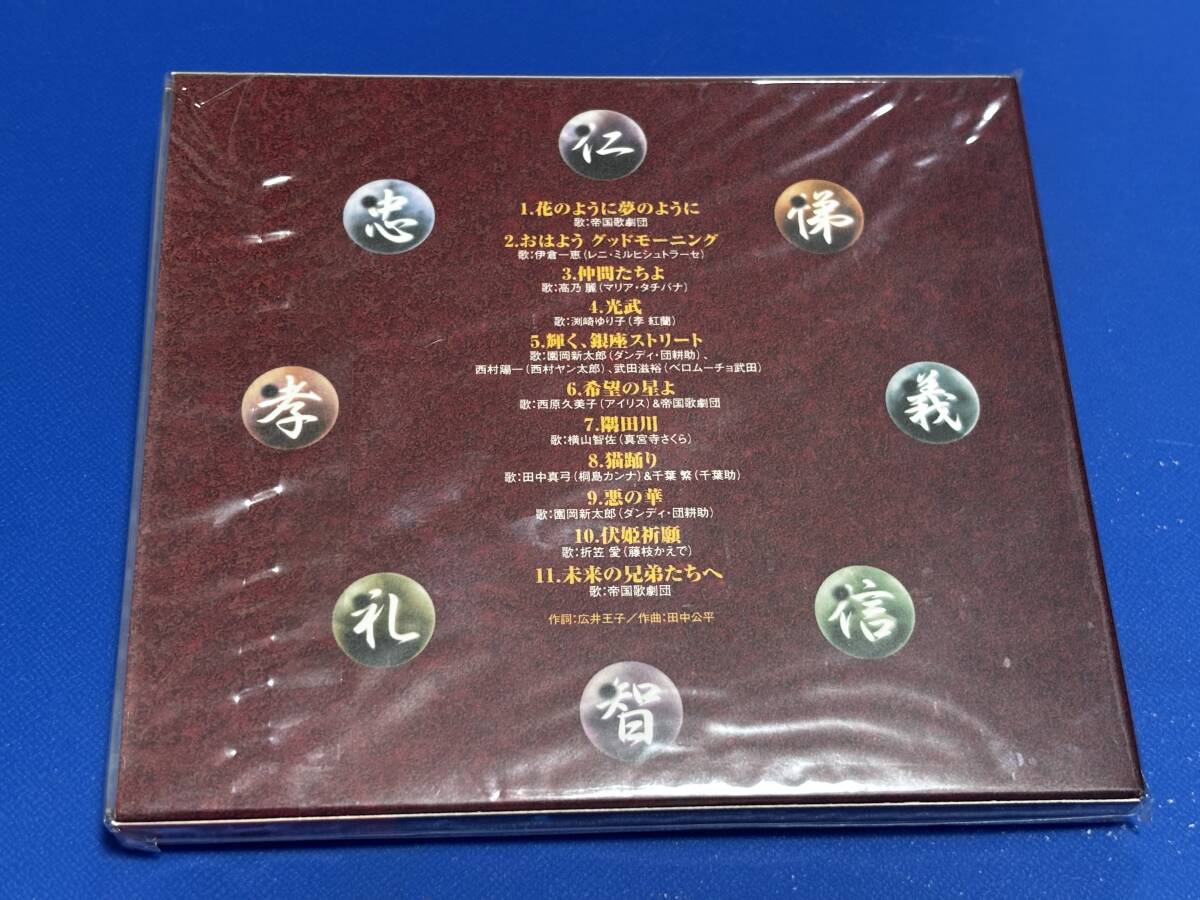 仁
忠
悌
1.花のように夢のように
歌:帝国歌劇団
2.おはよう グッドモーニング
歌:伊倉一恵(レニ・ミルヒシュトラーセ)
3.仲間たちよ
歌:高乃 麗(マリア・タチバナ)
4.光武
歌:渕崎ゆり子(李 紅蘭)
5.輝く、銀座ストリート
歌:園岡新太郎(ダンディ・団耕助)、
西村陽一(西村ヤン太郎)、武田滋裕(ベロムーチョ武田)
6.希望の星よ
歌:西原久美子(アイリス)&帝国歌劇団
孝
義
7.隅田川
歌:横山智佐(真宮寺さくら)
8.猫踊り
歌:田中真弓(桐島カンナ)&千葉 繁(千葉助)
9.悪の華
歌:園岡新太郎(ダンディ・団耕助)
10.伏姫祈願
歌:折笠 愛(藤枝かえで)
11.未来の兄弟たちへ
歌:帝国歌劇団
作詞:広井王子/作曲:田中公平
礼
信
智